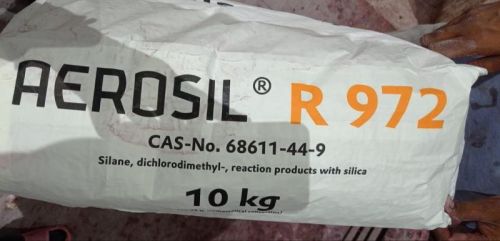 AEROSIL® R 972
CAS-No. 68611-44-9
Silane, dichlorodimethyl-, reaction products with silica
10 kg